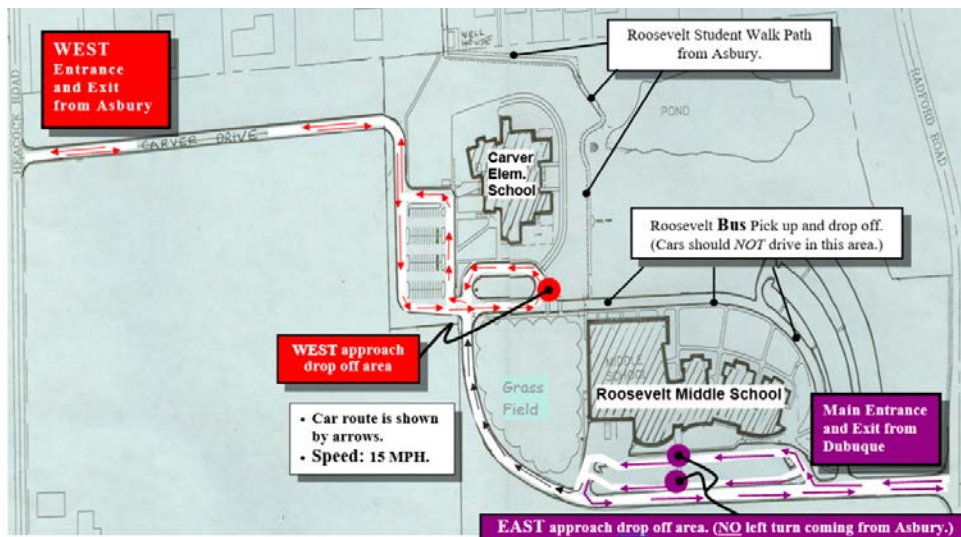 WEST
Entrance
and Exit
from Asbury
WELL
HOUSE
Roosevelt Student Walk Path
from Asbury.
PEACOCK ROAD
CARVER DRIVE
POND
RADFORD ROAD
Carver
Elem.
School
Roosevelt Bus Pick up and drop off.
(Cars should NOT drive in this area.)
WEST approach
drop off area
MIDDLE
SCHOOL
Roosevelt Middle School
Grass
Field
• Car route is shown
by arrows.
• Speed: 15 MPH.
Main Entrance
and Exit from
Dubuque
EAST approach drop off area. (NO left turn coming from Asbury.)